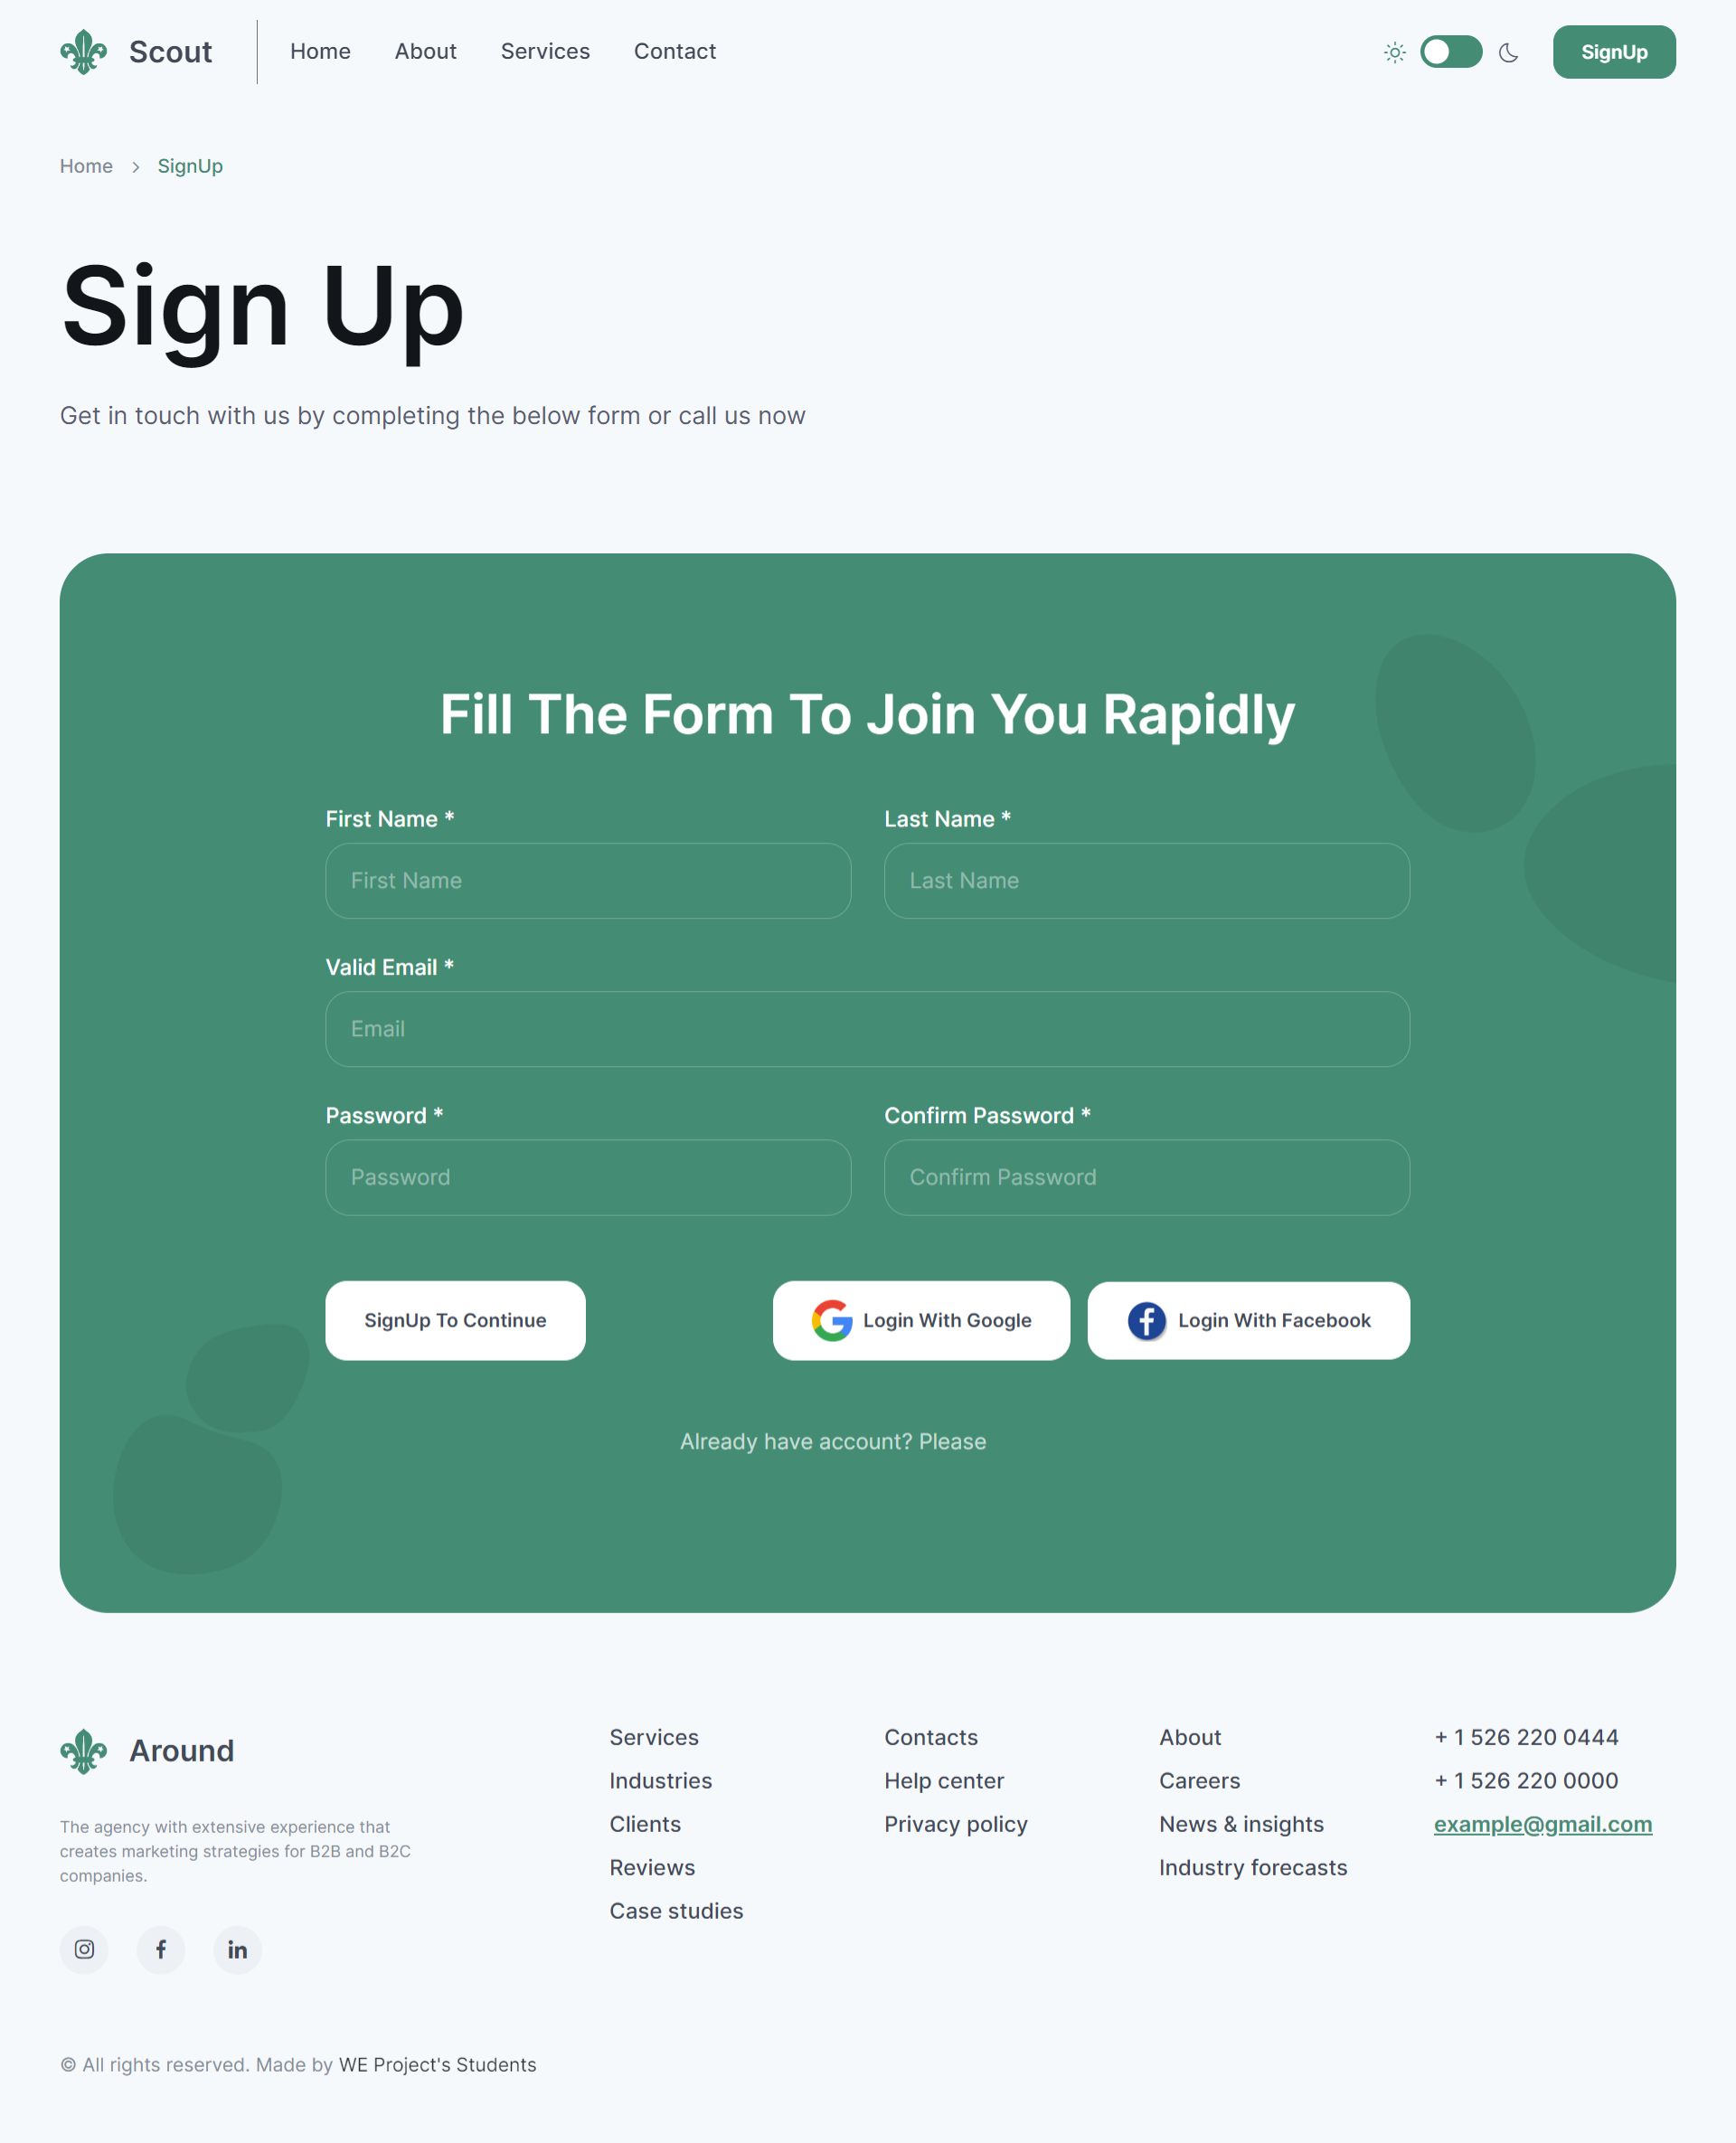 Scout
Home About Services Contact
SignUp
Home > SignUp
Sign Up
Get in touch with us by completing the below form or call us now
Fill The Form To Join You Rapidly
First Name * Last Name *
First Name Last Name
Valid Email *
Email
Password * Confirm Password *
Password Confirm Password
SignUp To Continue Login With Google Login With Facebook
Already have account? Please
Around
The agency with extensive experience that
creates marketing strategies for B2B and B2C
companies.
Services
Industries
Clients
Reviews
Case studies
Contacts
Help center
Privacy policy
About
Careers
News & insights
Industry forecasts
+ 1 526 220 0444
+ 1 526 220 0000
example@gmail.com
© All rights reserved. Made by WE Project's Students